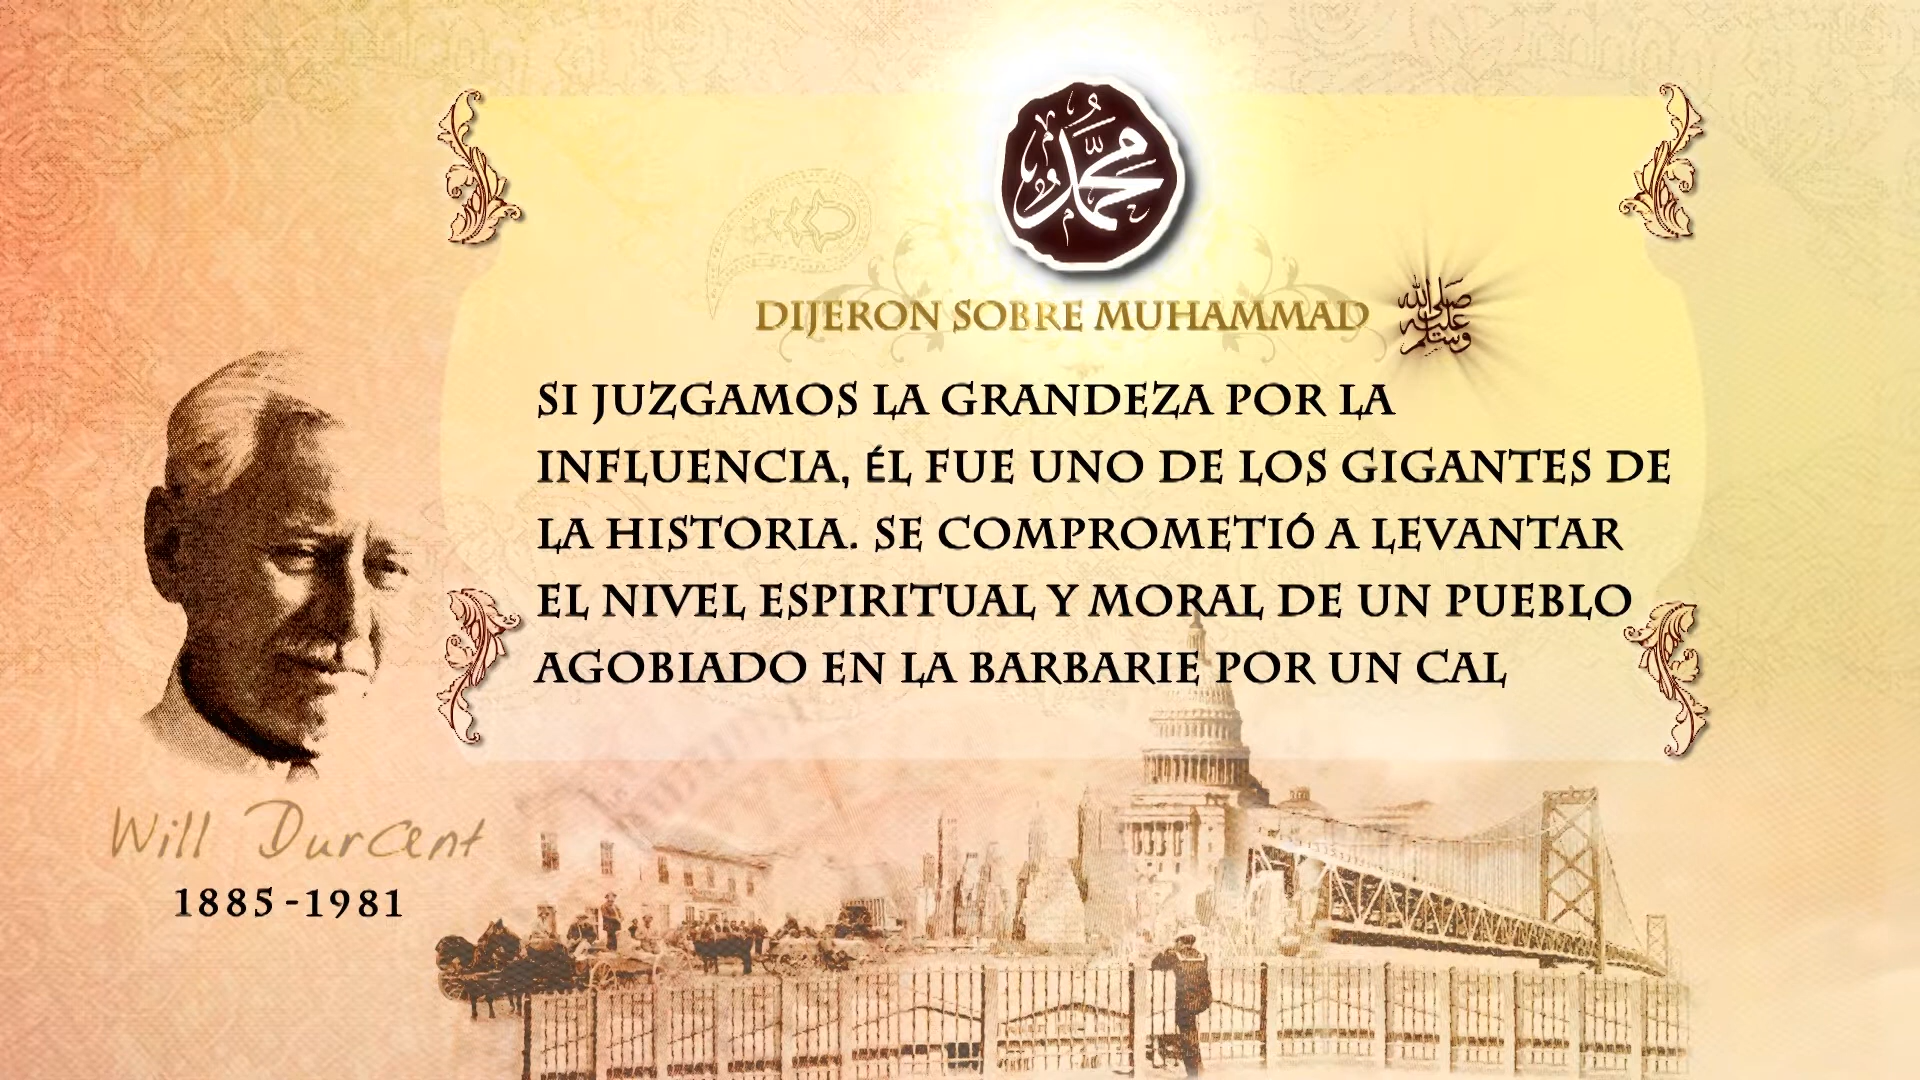 محمد
DIJERON SOBRE MUHAMMAD صلى الله عليه وسلم
SI JUZGAMOS LA GRANDEZA POR LA
INFLUENCIA, ÉL FUE UNO DE LOS GIGANTES DE
LA HISTORIA. SE COMPROMETIÓ A LEVANTAR
EL NIVEL ESPIRITUAL Y MORAL DE UN PUEBLO
AGOBIADO EN LA BARBARIE POR UN CAL
Will Durcent
1885-1981